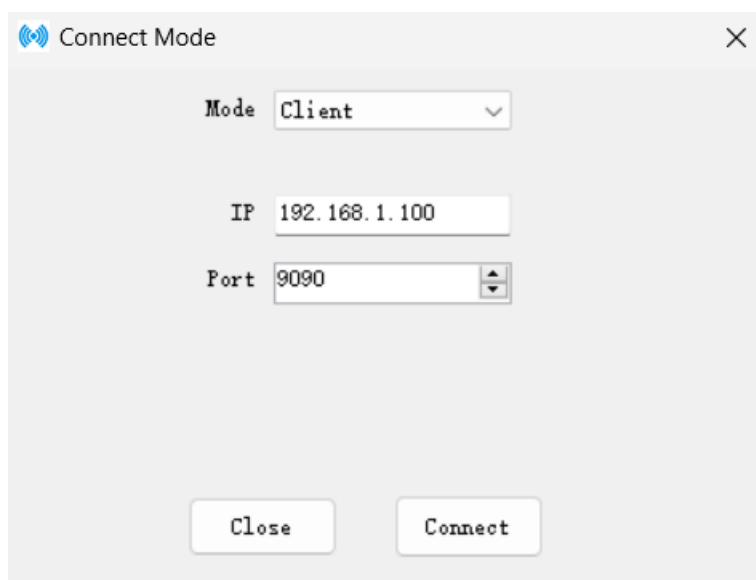 Connect Mode
Mode Client
IP 192.168.1.100
Port 9090
Close Connect